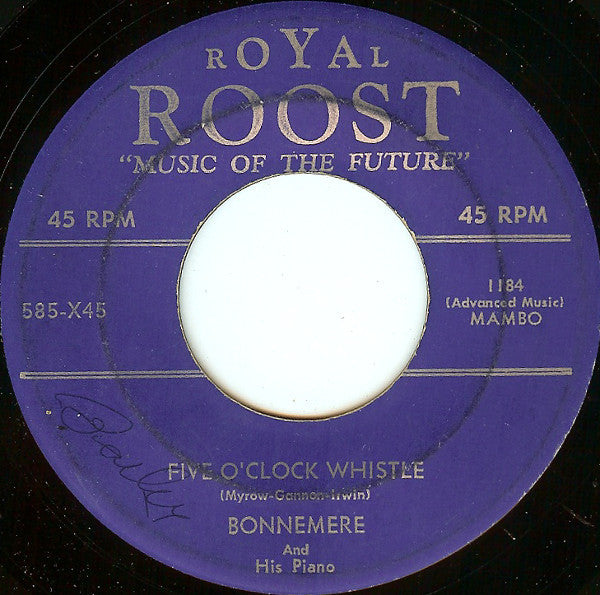 ROYAL
ROOST
"MUSIC OF THE FUTURE"
45 RPM
45 RPM
585-X45
1184
(Advanced Music)
MAMBO
FIVE O'CLOCK WHISTLE
(Myrow-Gannon-Irwin)
BONNEMERE
And
His Piano